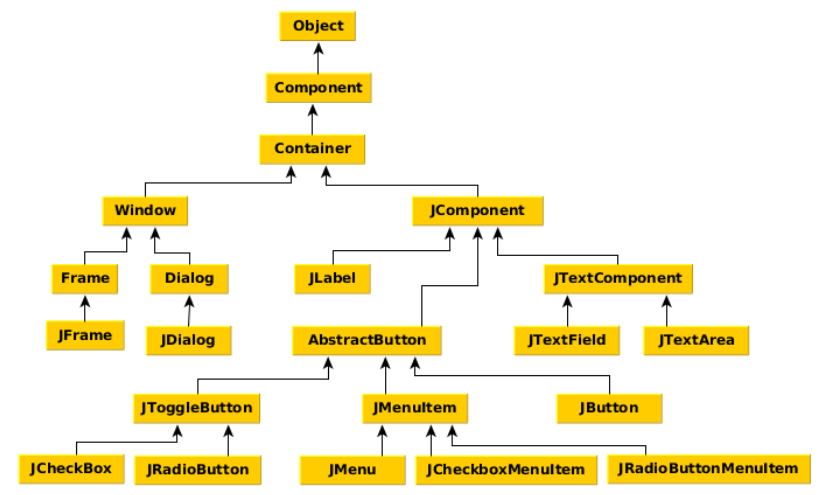 Object
Component
Container
Window
JComponent
Frame
Dialog
JLabel
JTextComponent
JFrame
JDialog
AbstractButton
JTextField
JTextArea
JToggleButton
JMenuItem
JButton
JCheckBox
JRadioButton
JMenu
JCheckboxMenuItem
JRadioButtonMenuItem